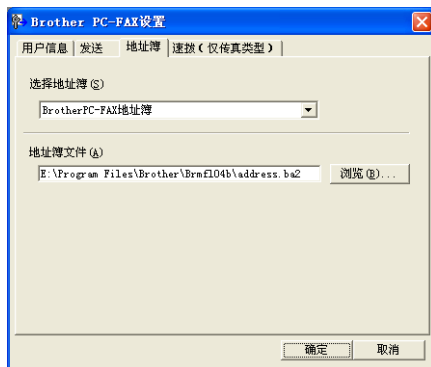 Brother PC-FAX设置
用户信息 发送 地址簿 速拨(仅传真类型)
选择地址簿(S)
BrotherPC-FAX地址簿
地址簿文件(A)
E:\Program Files\Brother\Brmfl04b\address.ba2 浏览(B)...
确定 取消